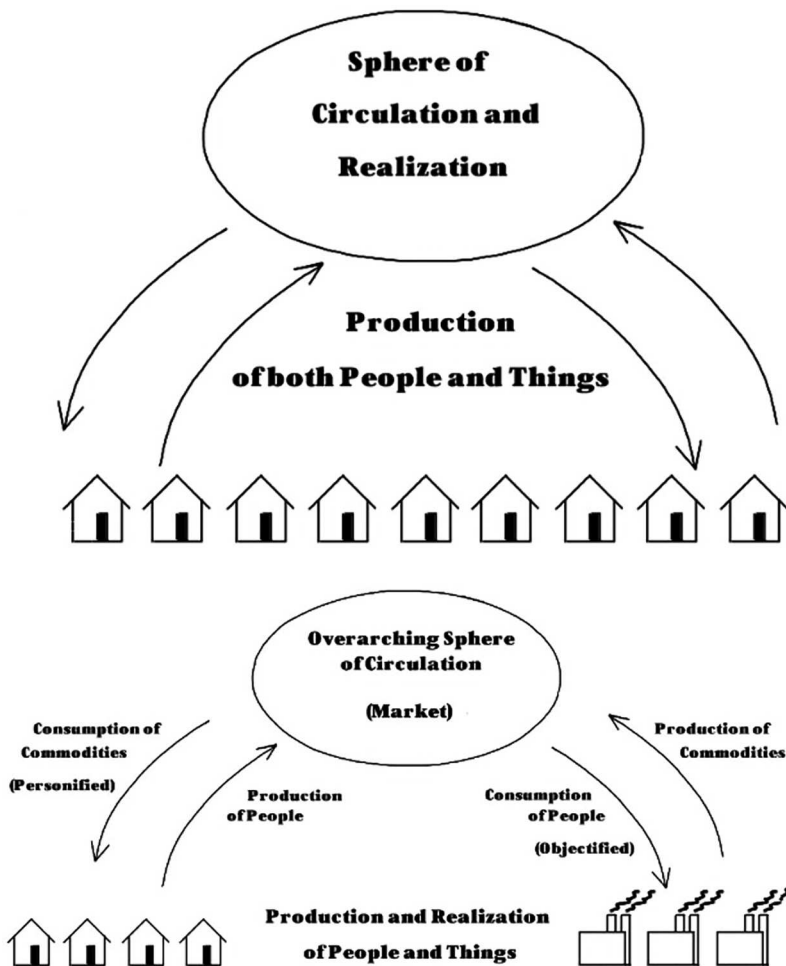 Sphere of
Circulation and
Realization
Production
of both People and Things
Overarching Sphere
of Circulation
(Market)
Consumption of
Commodities
(Personified)
Production
of People
Consumption
of People
(Objectified)
Production of
Commodities
Production and Realization
of People and Things